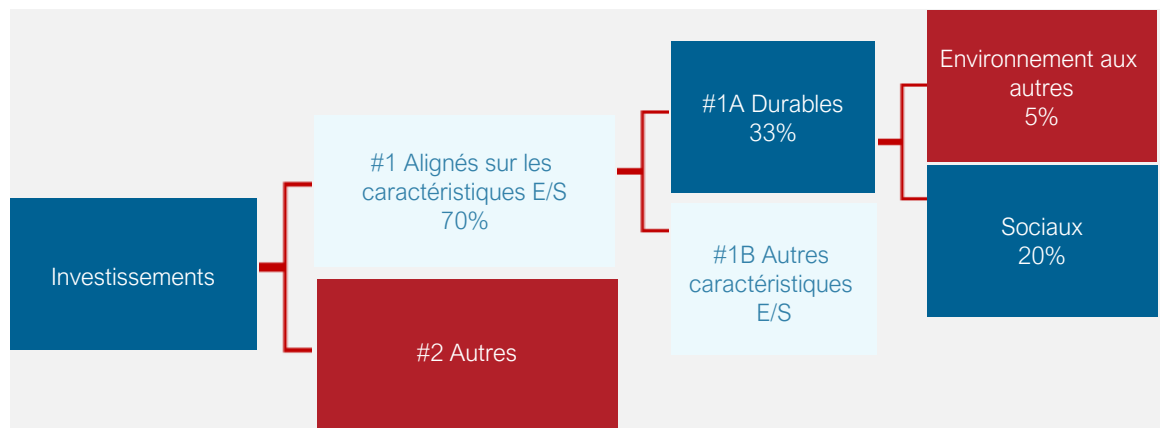 Investissements
#1 Alignés sur les
caractéristiques E/S
70%
#2 Autres
#1A Durables
33%
#1B Autres
caractéristiques
E/S
Environnement aux
autres
5%
Sociaux
20%